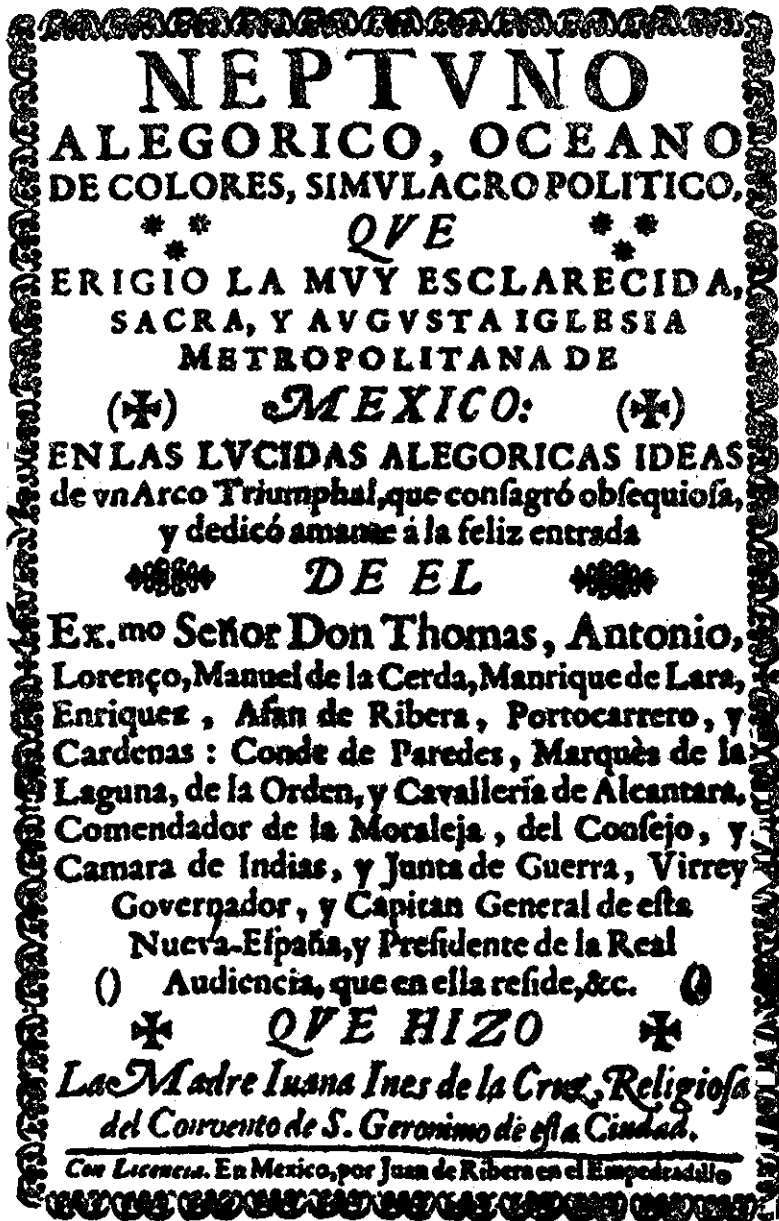 NEPTVNO
ALEGORICO, OCEANO
DE COLORES, SIMVLACRO POLITICO,
QVE
ERIGIO LA MVY ESCLARECIDA,
SACRA, Y AVGVSTA IGLESIA
METROPOLITANA DE
(✠) MEXICO: (✠)
EN LAS LVCIDAS ALEGORICAS IDEAS
de vn Arco Triumphal, que conſagró obſequioſa,
y dedicó amante á la feliz entrada
DE EL
Ex.mo Señor Don Thomas, Antonio,
Lorenço, Manuel de la Cerda, Manrique de Lara,
Enriquez, Afan de Ribera, Portocarrero, y
Cardenas: Conde de Paredes, Marquès de la
Laguna, de la Orden, y Cavallería de Alcantara,
Comendador de la Moraleja, del Conſejo, y
Camara de Indias, y Junta de Guerra, Virrey
Governador, y Capitan General de eſta
Nueva-Eſpaña, y Preſidente de la Real
() Audiencia, que en ella reſide, &c. ()
✠ QVE HIZO ✠
La Madre Iuana Ines de la Cruz, Religioſa
del Convento de S. Geronimo de eſta Ciudad.
Con Licencia. En Mexico, por Juan de Ribera en el Empedradillo